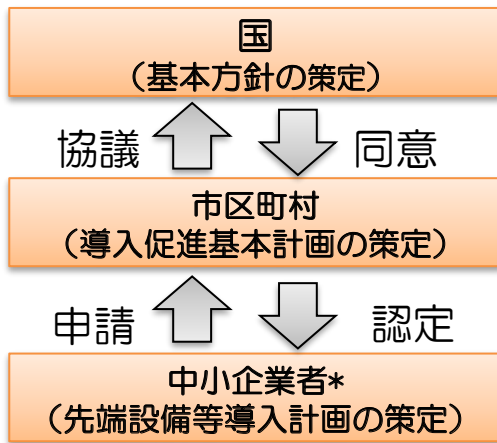 国
（基本方針の策定）
協議 同意
市区町村
（導入促進基本計画の策定）
申請 認定
中小企業者*
（先端設備等導入計画の策定）